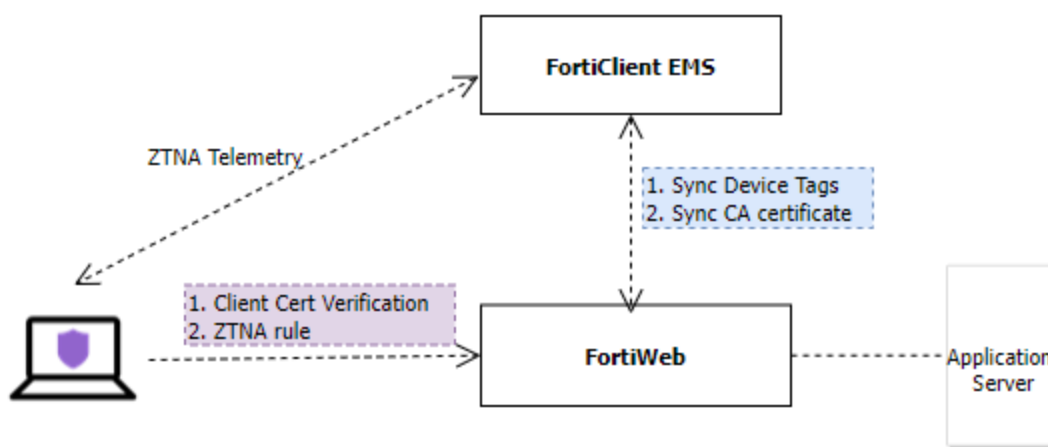 FortiClient EMS
ZTNA Telemetry
1. Sync Device Tags
2. Sync CA certificate
1. Client Cert Verification
2. ZTNA rule
FortiWeb
Application
Server